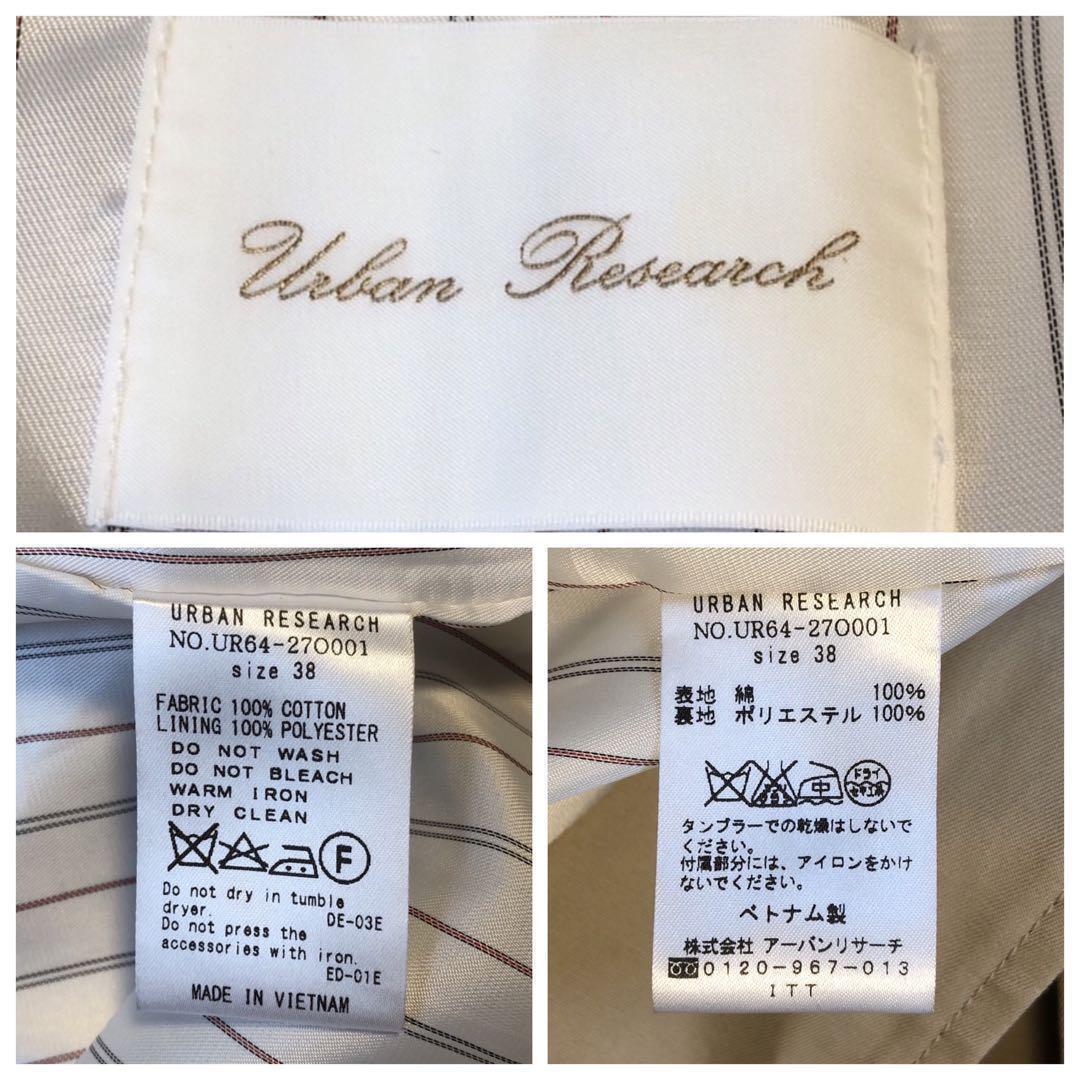 Urban Research
URBAN RESEARCH
NO.UR64-27O001
size 38
FABRIC 100% COTTON
LINING 100% POLYESTER
DO NOT WASH
DO NOT BLEACH
WARM IRON
DRY CLEAN
F
Do not dry in tumble
dryer. DE-03E
Do not press the
accessories with iron.
ED-01E
MADE IN VIETNAM
URBAN RESEARCH
NO.UR64-27O001
size 38
表地 綿 100%
裏地 ポリエステル 100%
中 ドライ
セキユ系
タンブラーでの乾燥はしないで
ください。
付属部分には、アイロンをかけ
ないでください。
ベトナム製
株式会社 アーバンリサーチ
0120-967-013
ITT